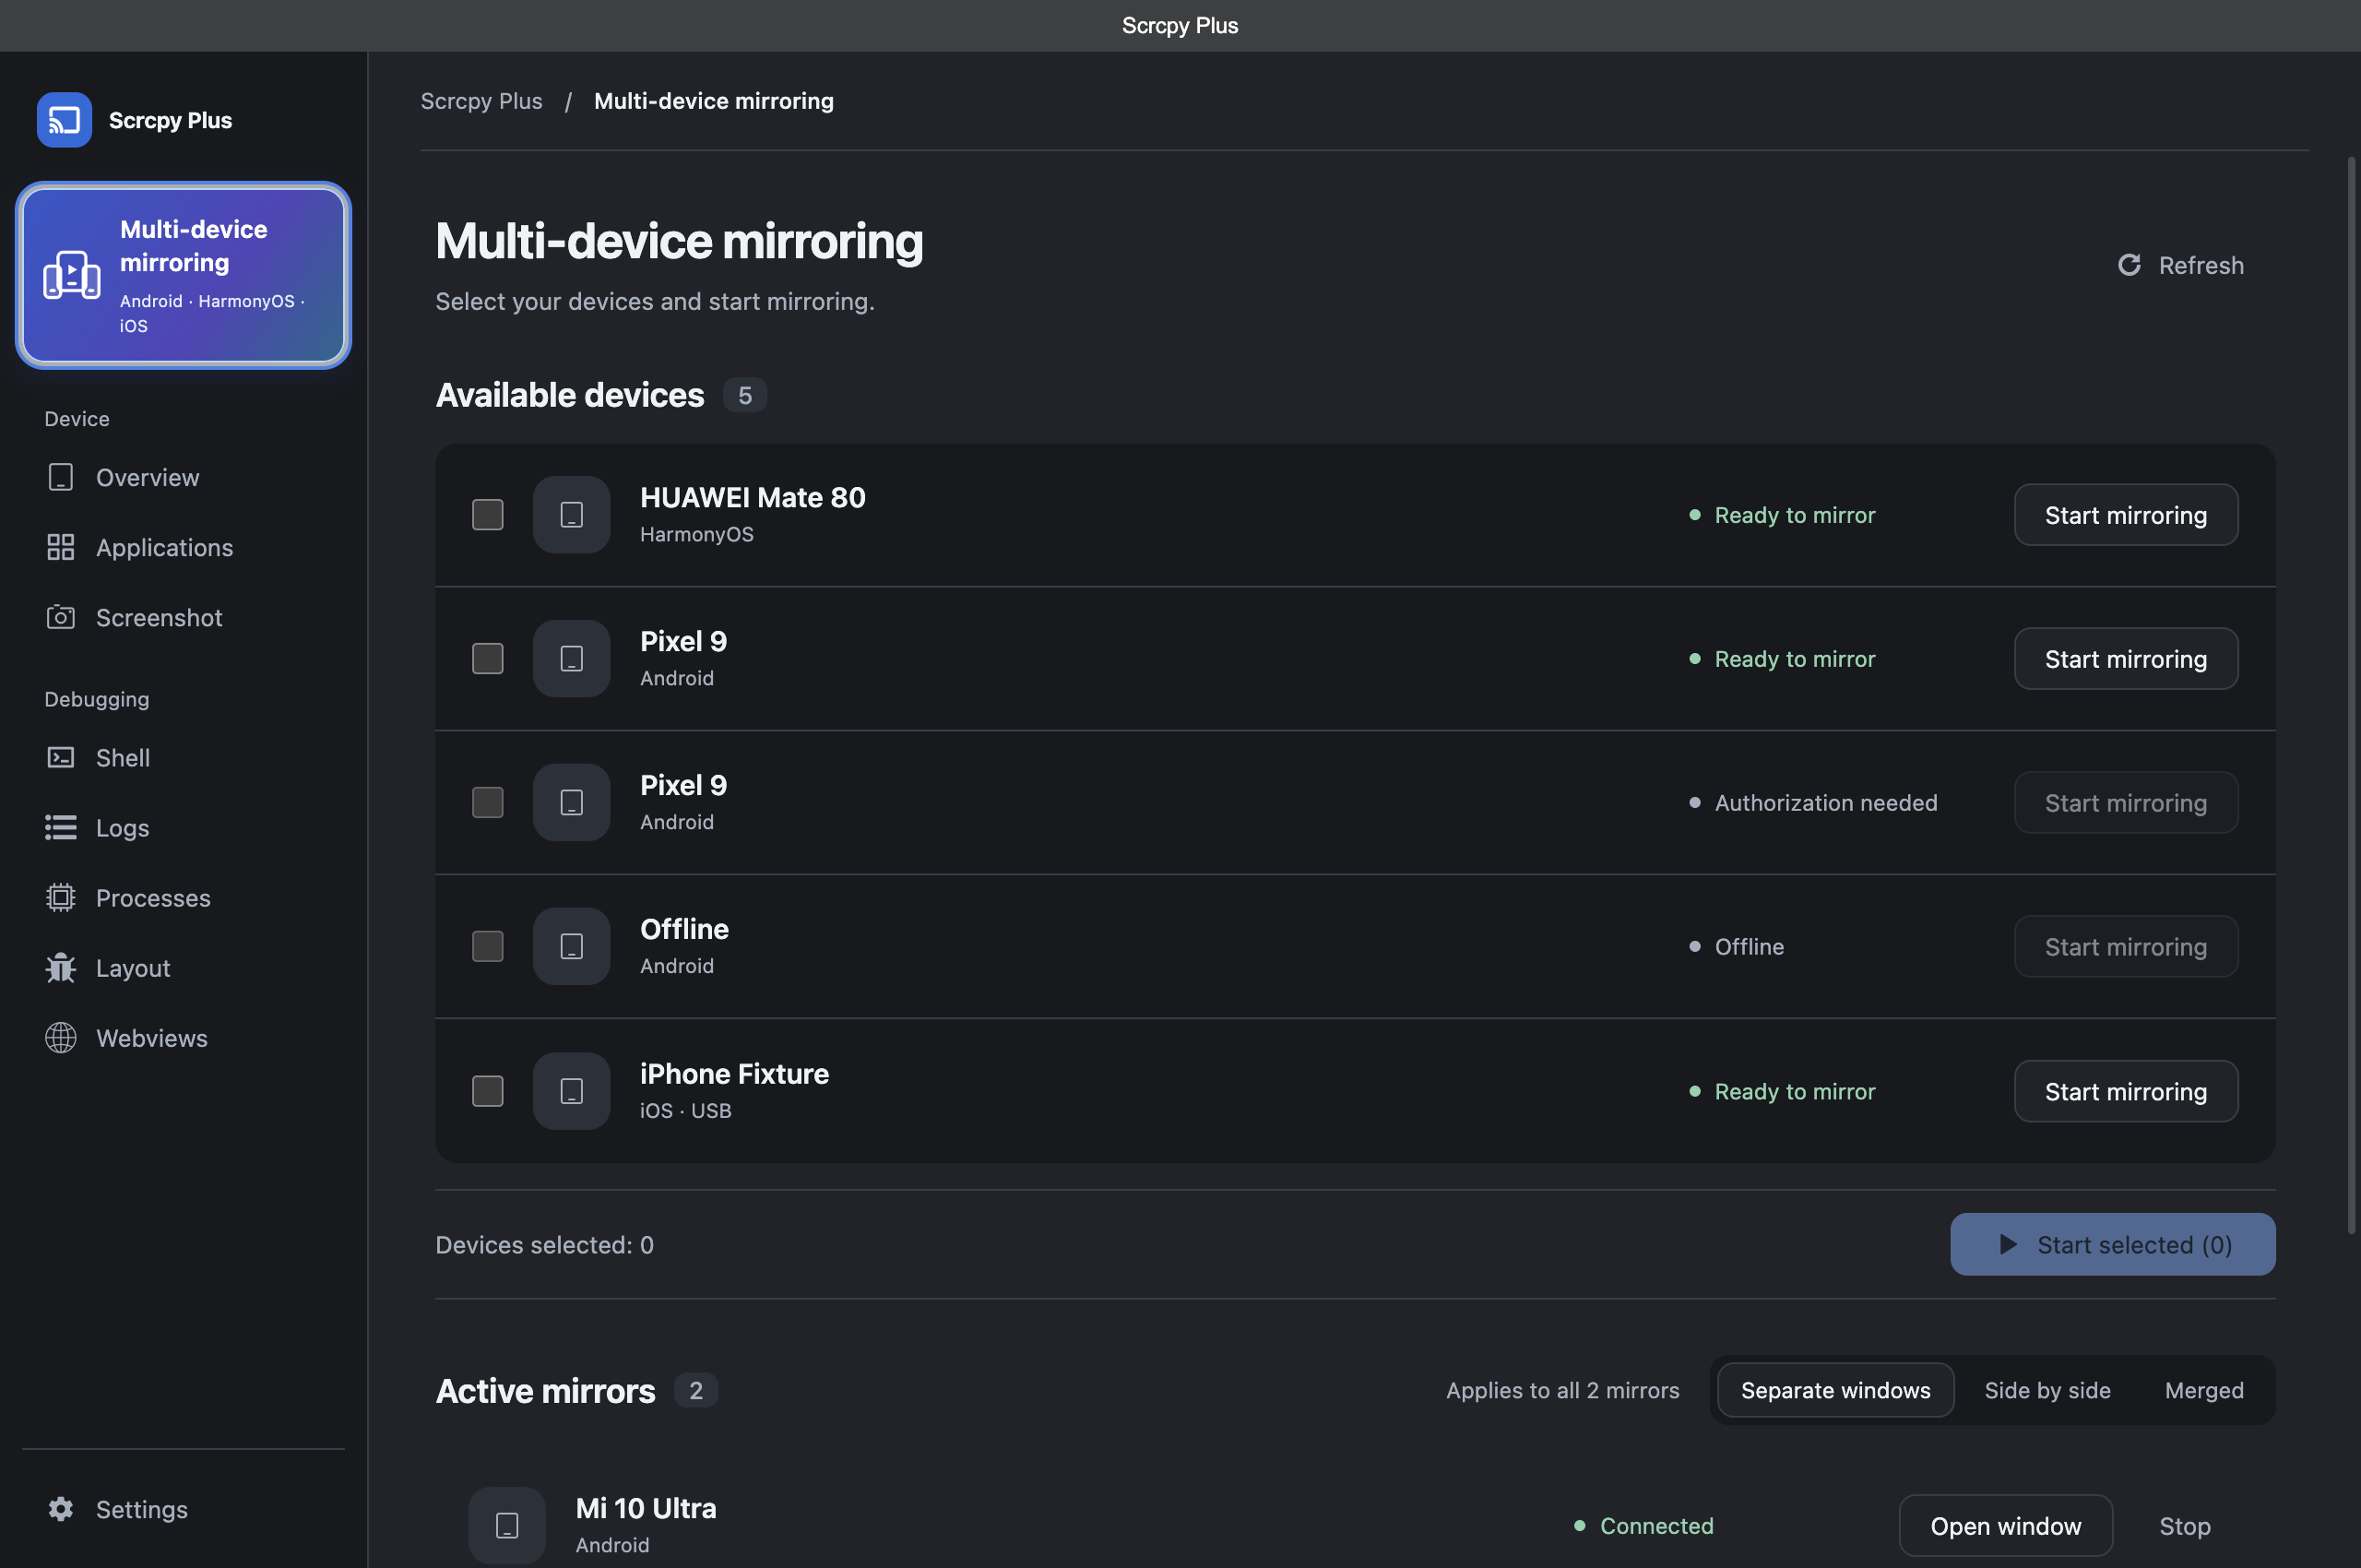 Scrcpy Plus
Scrcpy Plus
Multi-device
mirroring
Android · HarmonyOS ·
iOS
Device
Overview
Applications
Screenshot
Debugging
Shell
Logs
Processes
Layout
Webviews
Settings
Scrcpy Plus / Multi-device mirroring
Multi-device mirroring
Select your devices and start mirroring.
Refresh
Available devices 5
HUAWEI Mate 80
HarmonyOS
Ready to mirror
Start mirroring
Pixel 9
Android
Ready to mirror
Start mirroring
Pixel 9
Android
Authorization needed
Start mirroring
Offline
Android
Offline
Start mirroring
iPhone Fixture
iOS · USB
Ready to mirror
Start mirroring
Devices selected: 0
Start selected (0)
Active mirrors 2
Applies to all 2 mirrors
Separate windows
Side by side
Merged
Mi 10 Ultra
Android
Connected
Open window
Stop